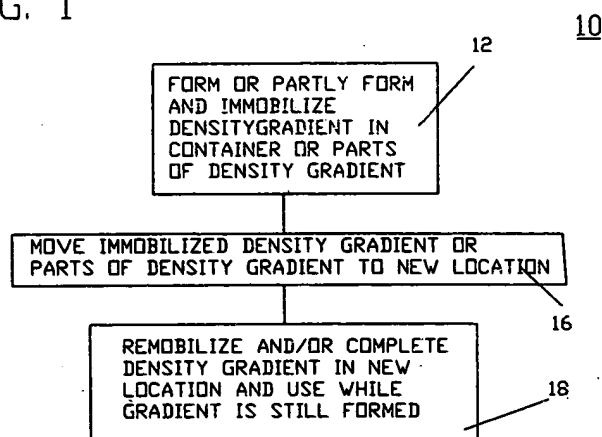 G. 1
10
12
FORM OR PARTLY FORM
AND IMMOBILIZE
DENSITYGRADIENT IN
CONTAINER OR PARTS
OF DENSITY GRADIENT
MOVE IMMOBILIZED DENSITY GRADIENT OR
PARTS OF DENSITY GRADIENT TO NEW LOCATION
16
REMOBILIZE AND/OR COMPLETE
DENSITY GRADIENT IN NEW
LOCATION AND USE WHILE
GRADIENT IS STILL FORMED
18